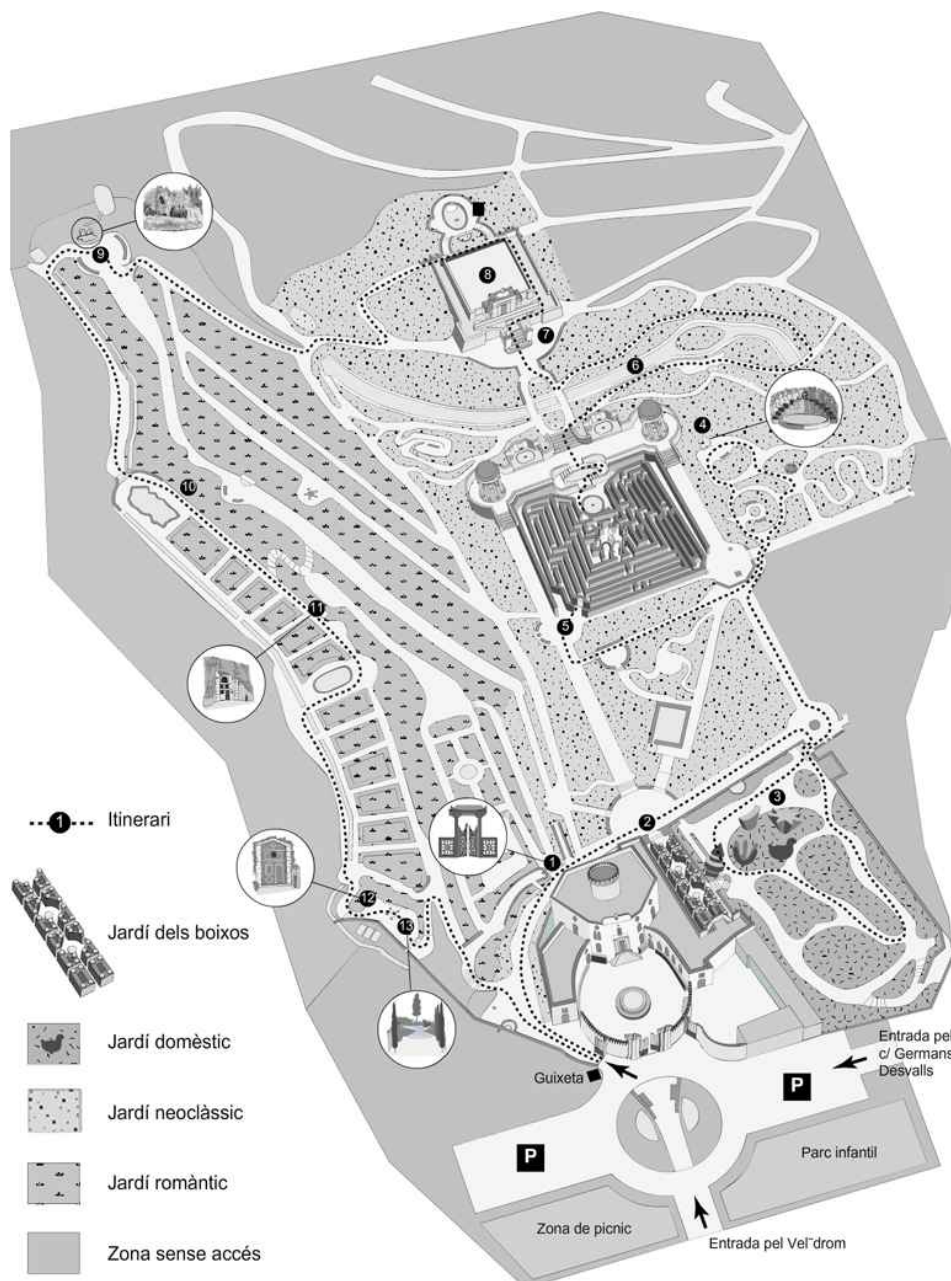 9
8
7
6
4
10
5
11
3
2
1
1 Itinerari
12
13
Jardí dels boixos
Jardí domèstic
Jardí neoclàssic
Jardí romàntic
Zona sense accés
Entrada pel
c/ Germans
Desvalls
Guixeta
P
P
Parc infantil
Zona de picnic
Entrada pel Vel¨drom